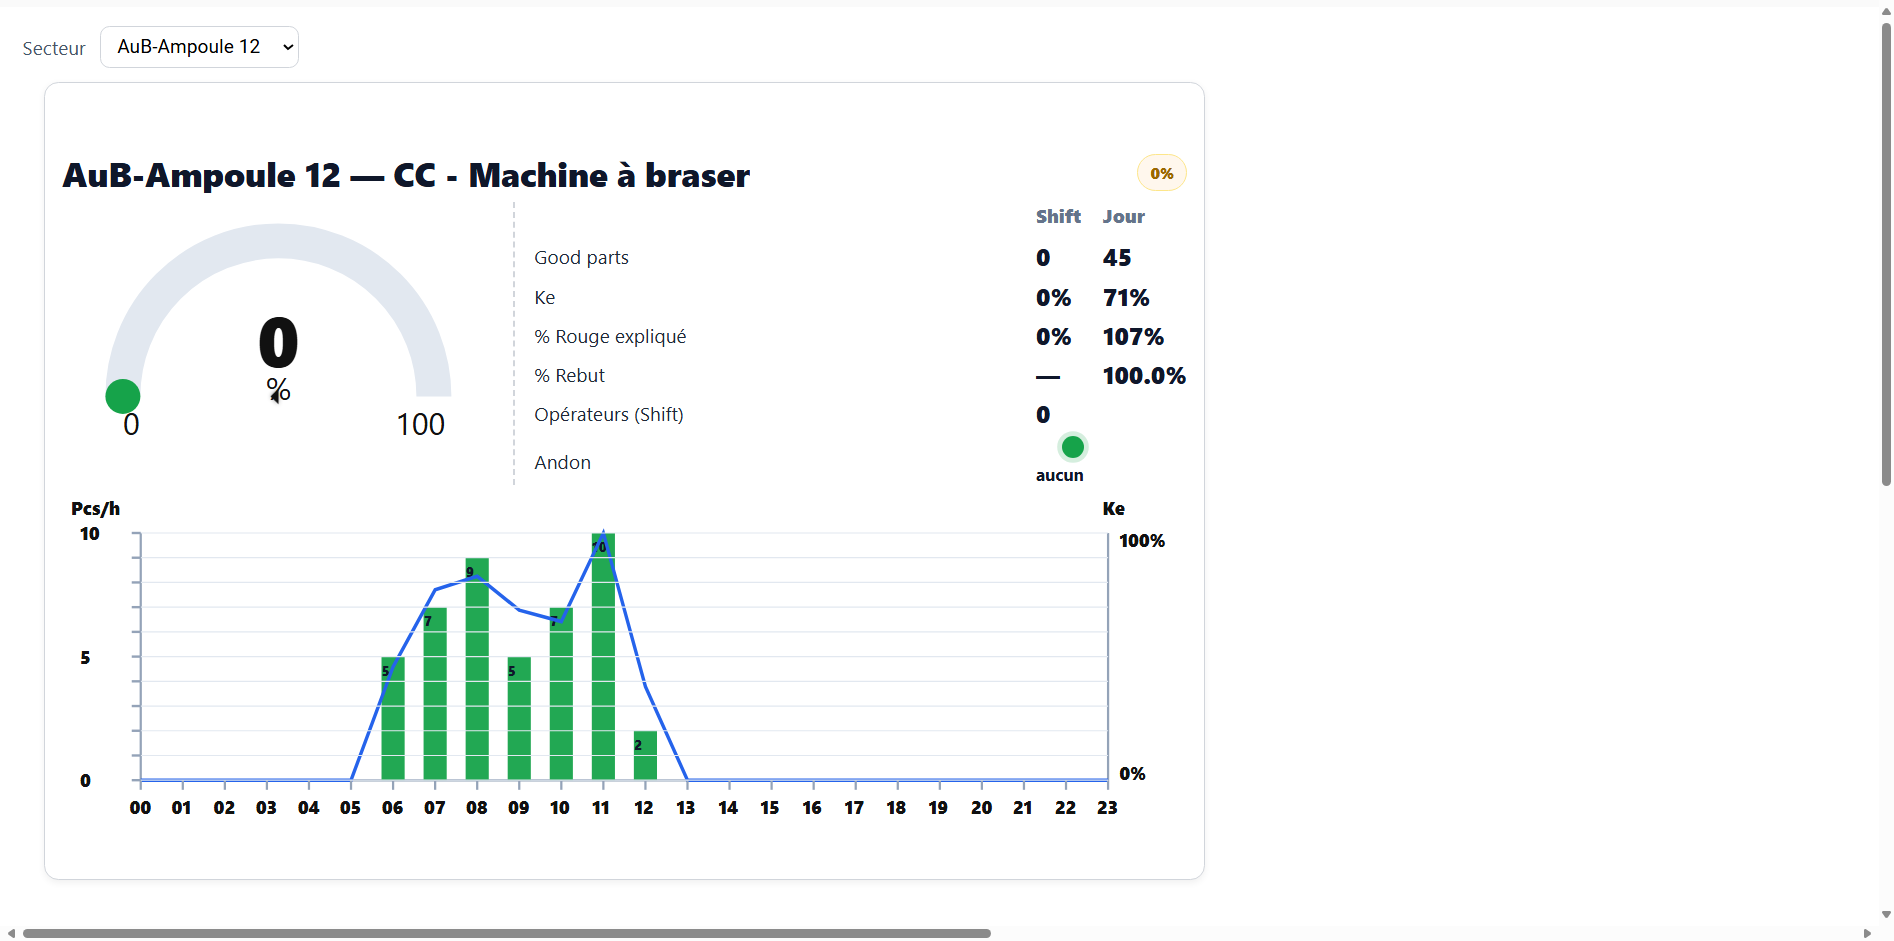 Secteur AuB-Ampoule 12
AuB-Ampoule 12 — CC - Machine à braser 0%
Shift Jour
Good parts 0 45
Ke 0% 71%
% Rouge expliqué 0% 107%
% Rebut — 100.0%
Opérateurs (Shift) 0
Andon
aucun
0
%
0 100
Pcs/h Ke
10 100%
5
0 0%
5 7 9 5 7 10 2
00 01 02 03 04 05 06 07 08 09 10 11 12 13 14 15 16 17 18 19 20 21 22 23